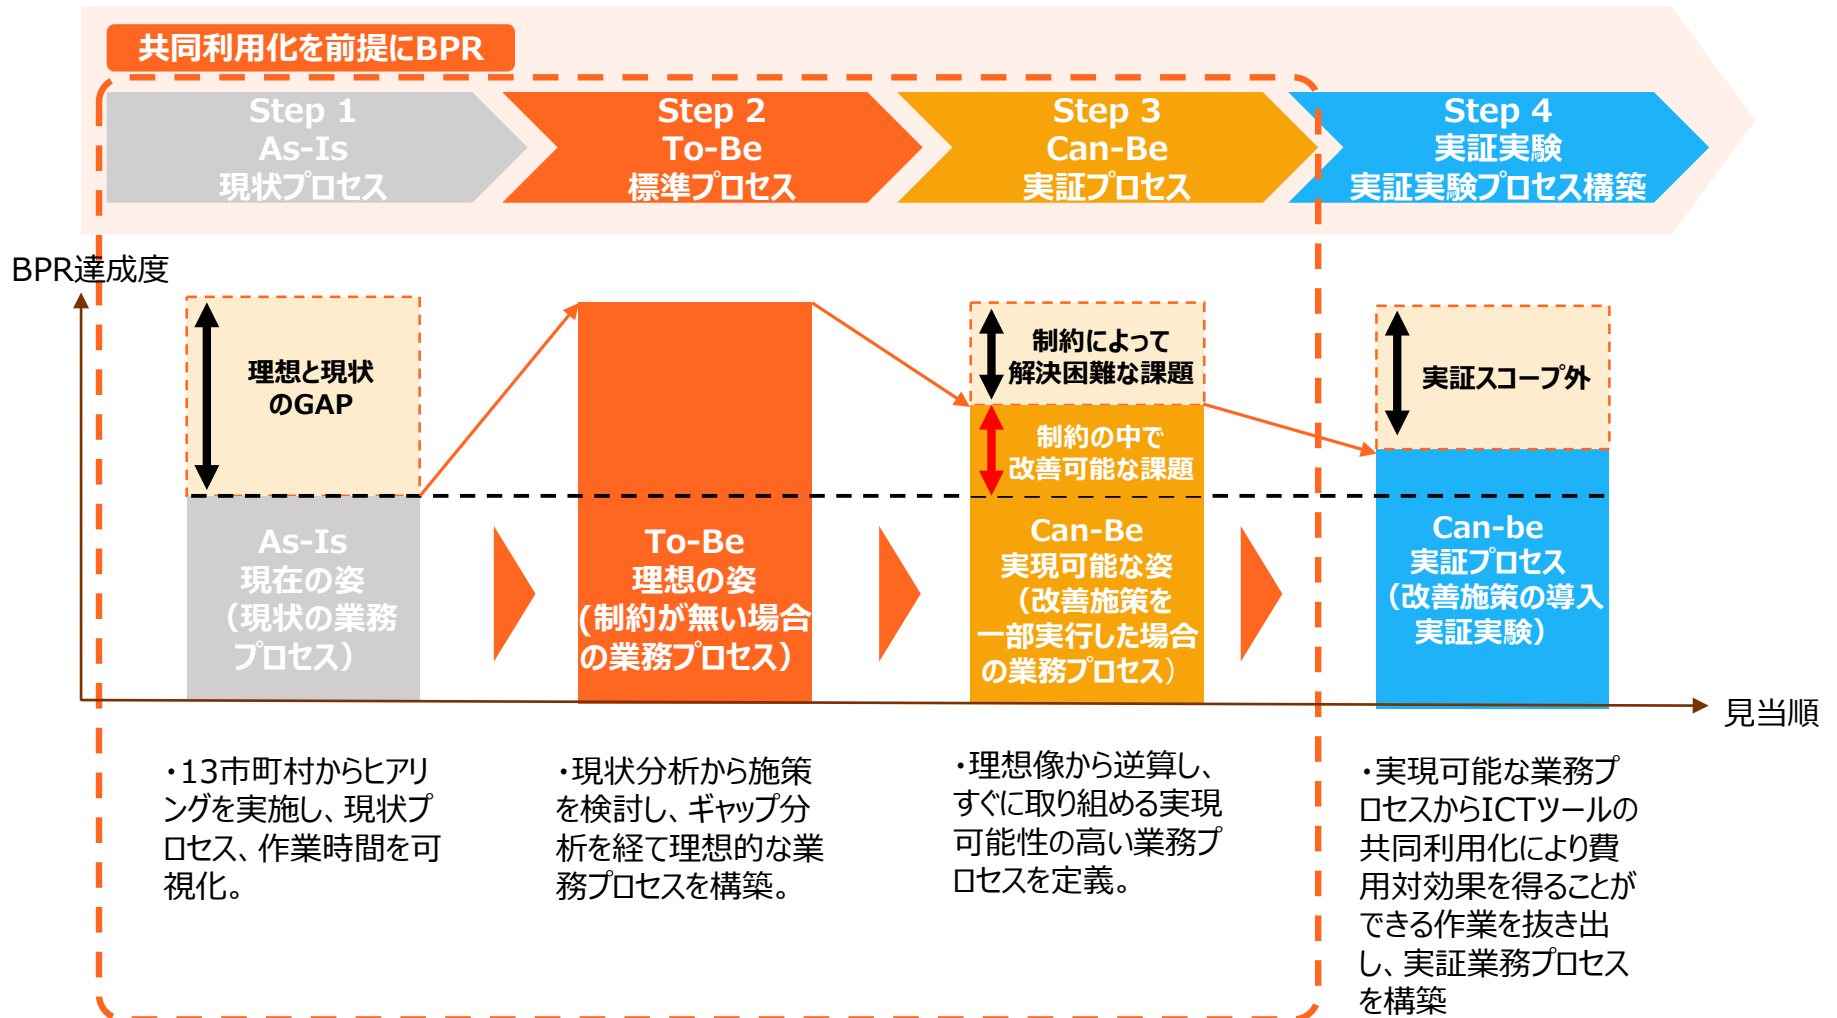 共同利用化を前提にBPR
Step 1
As-Is
現状プロセス
Step 2
To-Be
標準プロセス
Step 3
Can-Be
実証プロセス
Step 4
実証実験
実証実験プロセス構築
BPR達成度
理想と現状
のGAP
As-Is
現在の姿
（現状の業務
プロセス）
To-Be
理想の姿
(制約が無い場合
の業務プロセス）
制約によって
解決困難な課題
制約の中で
改善可能な課題
Can-Be
実現可能な姿
（改善施策を
一部実行した場合
の業務プロセス）
実証スコープ外
Can-be
実証プロセス
（改善施策の導入
実証実験）
見当順
・13市町村からヒアリ
ングを実施し、現状プ
ロセス、作業時間を可
視化。
・現状分析から施策
を検討し、ギャップ分
析を経て理想的な業
務プロセスを構築。
・理想像から逆算し、
すぐに取り組める実現
可能性の高い業務プ
ロセスを定義。
・実現可能な業務プ
ロセスからICTツールの
共同利用化により費
用対効果を得ることが
できる作業を抜き出
し、実証業務プロセス
を構築